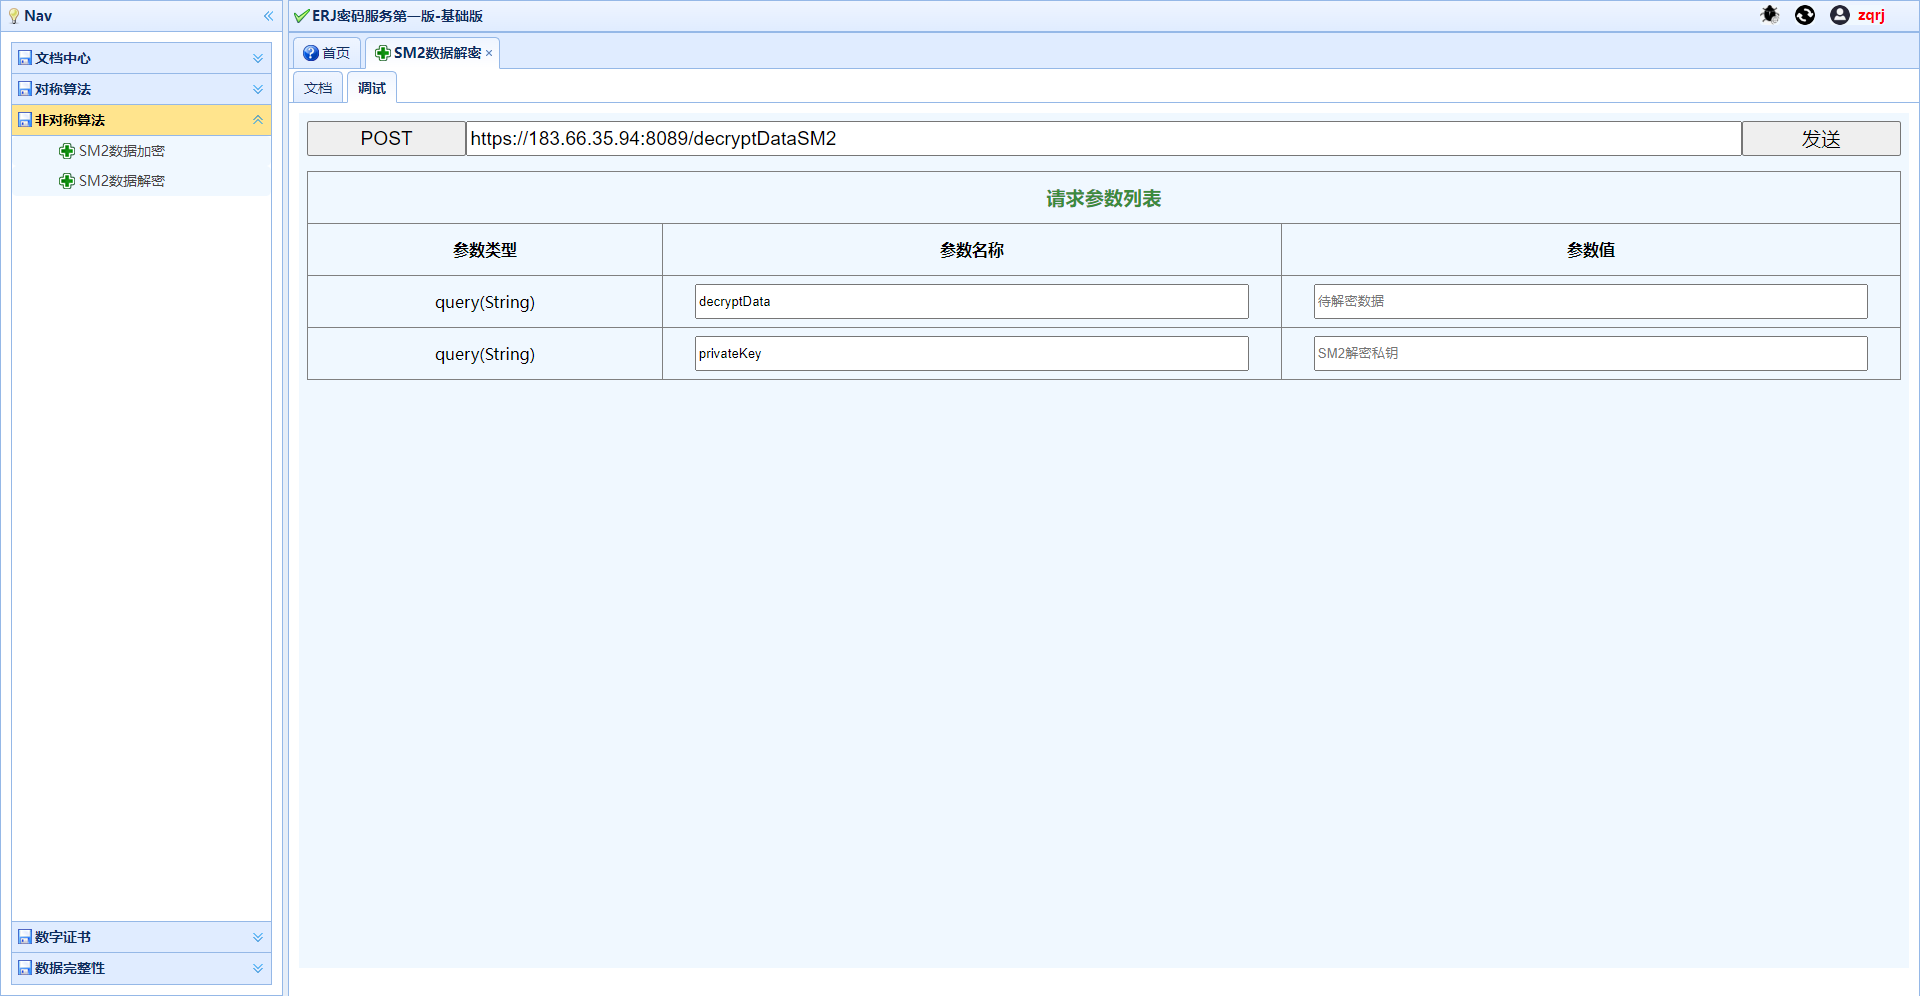 Nav
文档中心
对称算法
非对称算法
SM2数据加密
SM2数据解密
数字证书
数据完整性
ERJ密码服务第一版-基础版
zqrj
首页
SM2数据解密
文档
调试
POST
https://183.66.35.94:8089/decryptDataSM2
发送
请求参数列表
参数类型
参数名称
参数值
query(String)
decryptData
待解密数据
query(String)
privateKey
SM2解密私钥